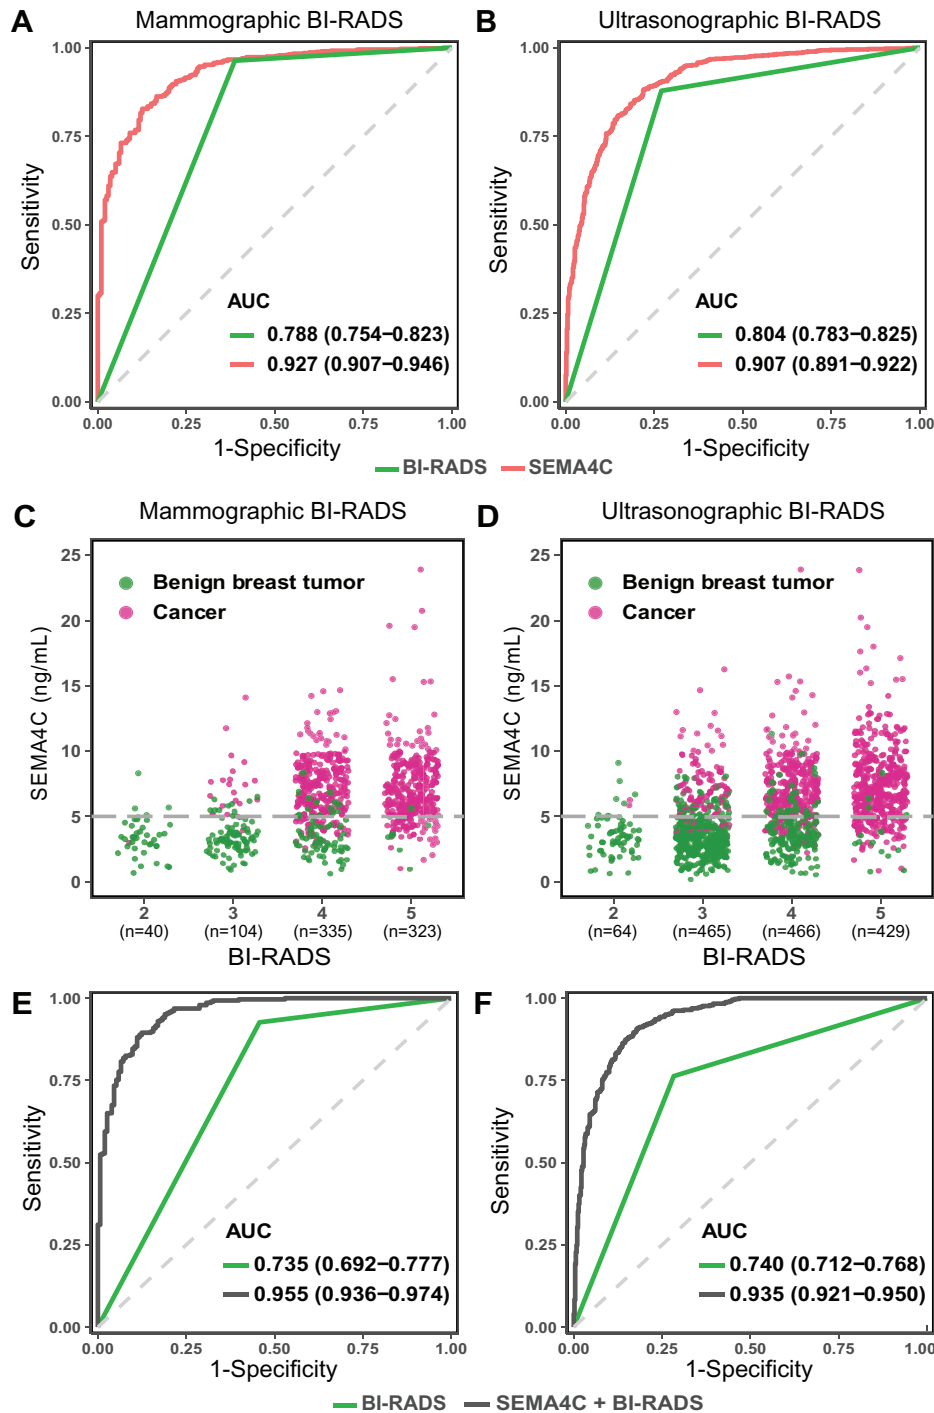 A
Mammographic BI-RADS
B
Ultrasonographic BI-RADS
1.00
0.75
0.50
0.25
0.00
Sensitivity
AUC
0.788 (0.754–0.823)
0.927 (0.907–0.946)
0.00 0.25 0.50 0.75 1.00
1-Specificity
1.00
0.75
0.50
0.25
0.00
Sensitivity
AUC
0.804 (0.783–0.825)
0.907 (0.891–0.922)
0.00 0.25 0.50 0.75 1.00
1-Specificity
BI-RADS SEMA4C
C
Mammographic BI-RADS
D
Ultrasonographic BI-RADS
25
20
15
10
5
0
SEMA4C (ng/mL)
Benign breast tumor
Cancer
2 3 4 5
(n=40) (n=104) (n=335) (n=323)
BI-RADS
25
20
15
10
5
0
SEMA4C (ng/mL)
Benign breast tumor
Cancer
2 3 4 5
(n=64) (n=465) (n=466) (n=429)
BI-RADS
E
1.00
0.75
0.50
0.25
0.00
Sensitivity
AUC
0.735 (0.692–0.777)
0.955 (0.936–0.974)
0.00 0.25 0.50 0.75 1.00
1-Specificity
F
1.00
0.75
0.50
0.25
0.00
Sensitivity
AUC
0.740 (0.712–0.768)
0.935 (0.921–0.950)
0.00 0.25 0.50 0.75 1.00
1-Specificity
BI-RADS SEMA4C + BI-RADS